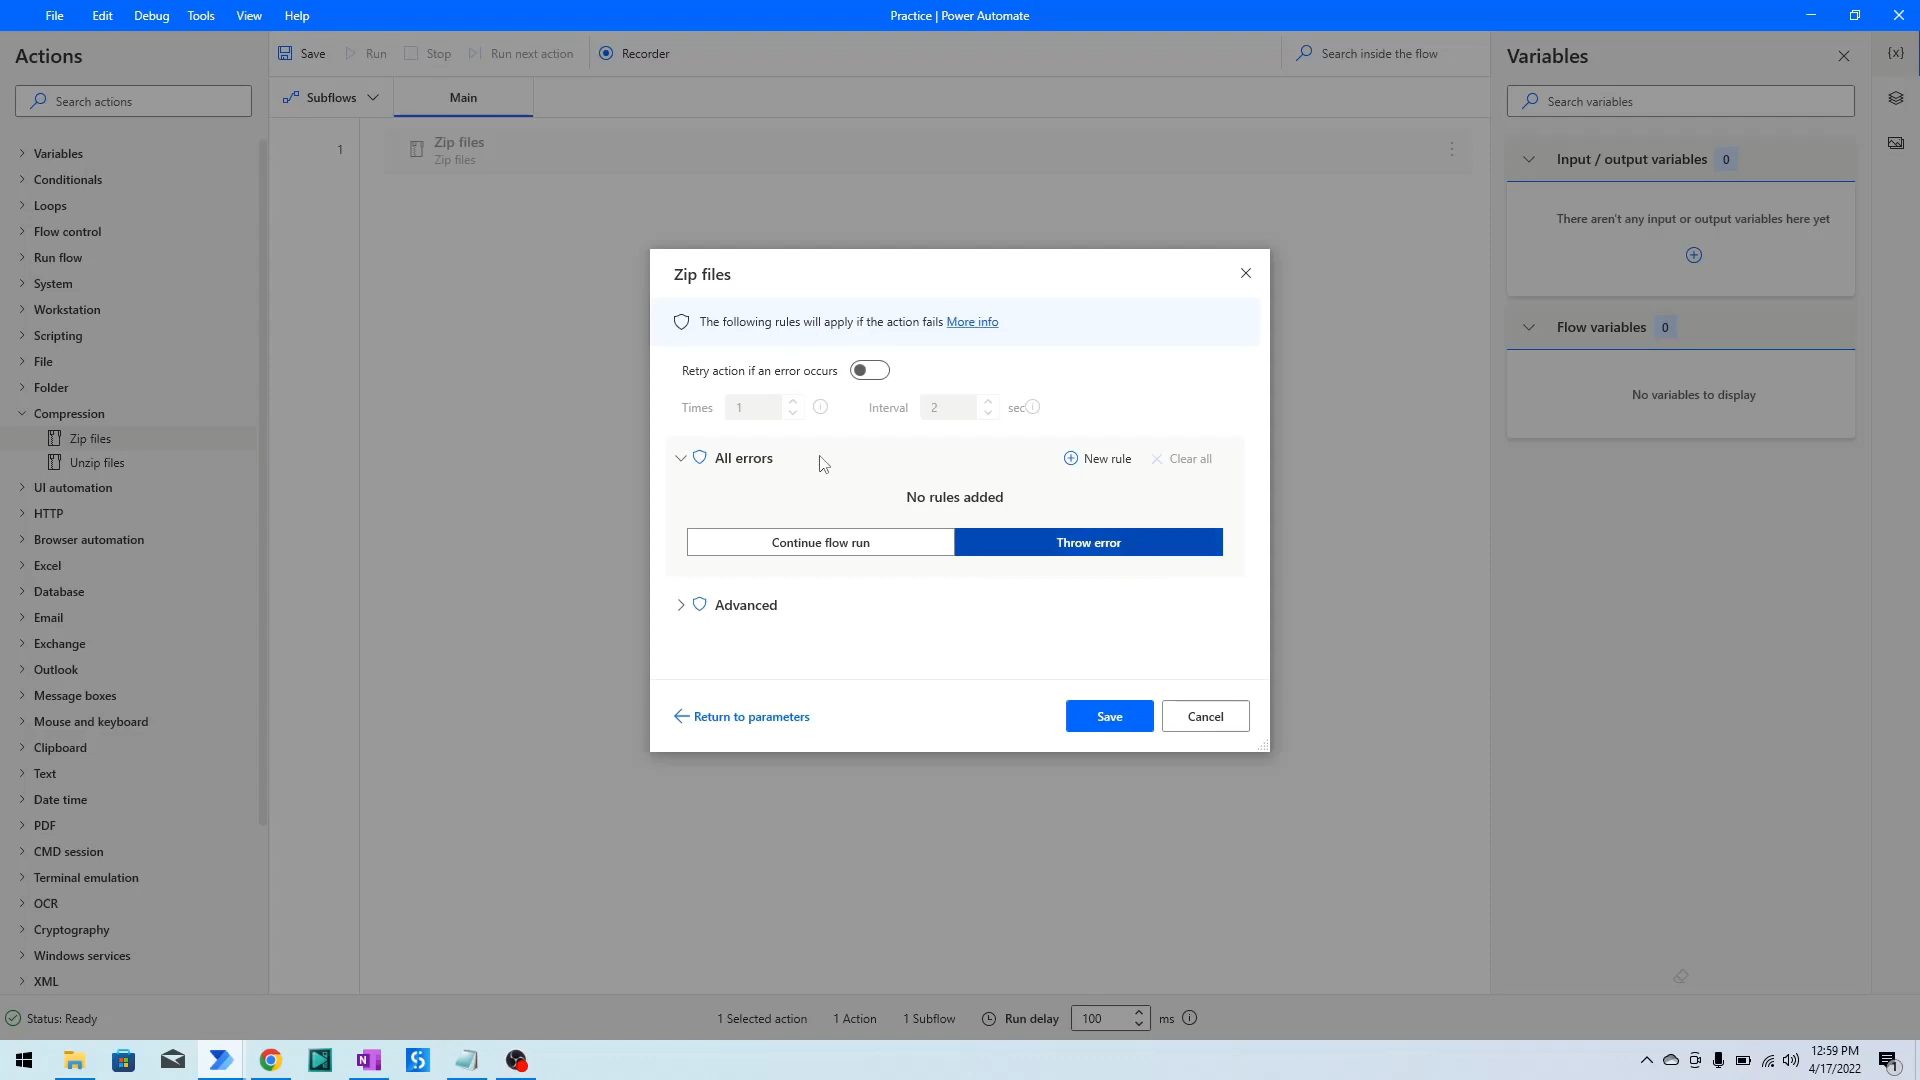 File Edit Debug Tools View Help
Practice | Power Automate
Actions
Search actions
Variables
Conditionals
Loops
Flow control
Run flow
System
Workstation
Scripting
File
Folder
Compression
Zip files
Unzip files
UI automation
HTTP
Browser automation
Excel
Database
Email
Exchange
Outlook
Message boxes
Mouse and keyboard
Clipboard
Text
Date time
PDF
CMD session
Terminal emulation
OCR
Cryptography
Windows services
XML
Save Run Stop Run next action Recorder
Search inside the flow
Subflows Main
1
Zip files
Zip files
Zip files
The following rules will apply if the action fails More info
Retry action if an error occurs
Times 1 Interval 2 sec
All errors New rule Clear all
No rules added
Continue flow run Throw error
Advanced
Return to parameters Save Cancel
Variables
{x}
Search variables
Input / output variables 0
There aren't any input or output variables here yet
Flow variables 0
No variables to display
Status: Ready 1 Selected action 1 Action 1 Subflow Run delay 100 ms
12:59 PM
4/17/2022
1